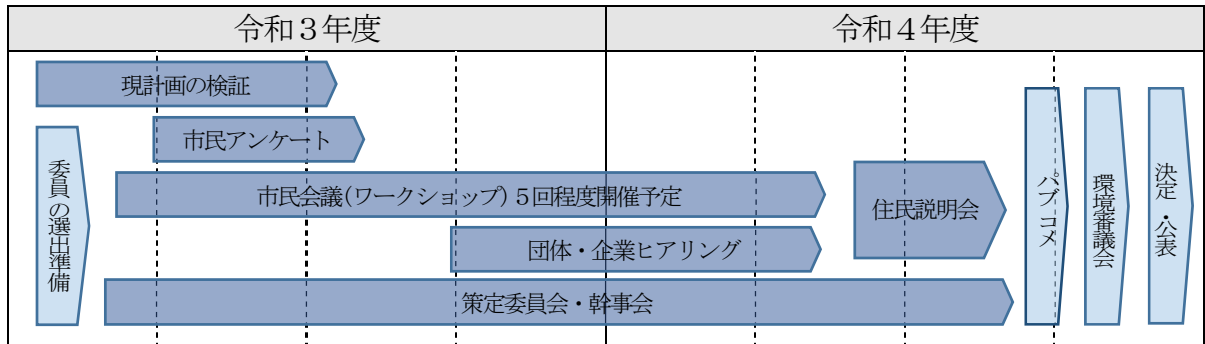 令和３年度
令和４年度
現計画の検証
市民アンケート
委員の選出準備
市民会議(ワークショップ)５回程度開催予定
団体・企業ヒアリング
策定委員会・幹事会
住民説明会
パブコメ
環境審議会
決定・公表